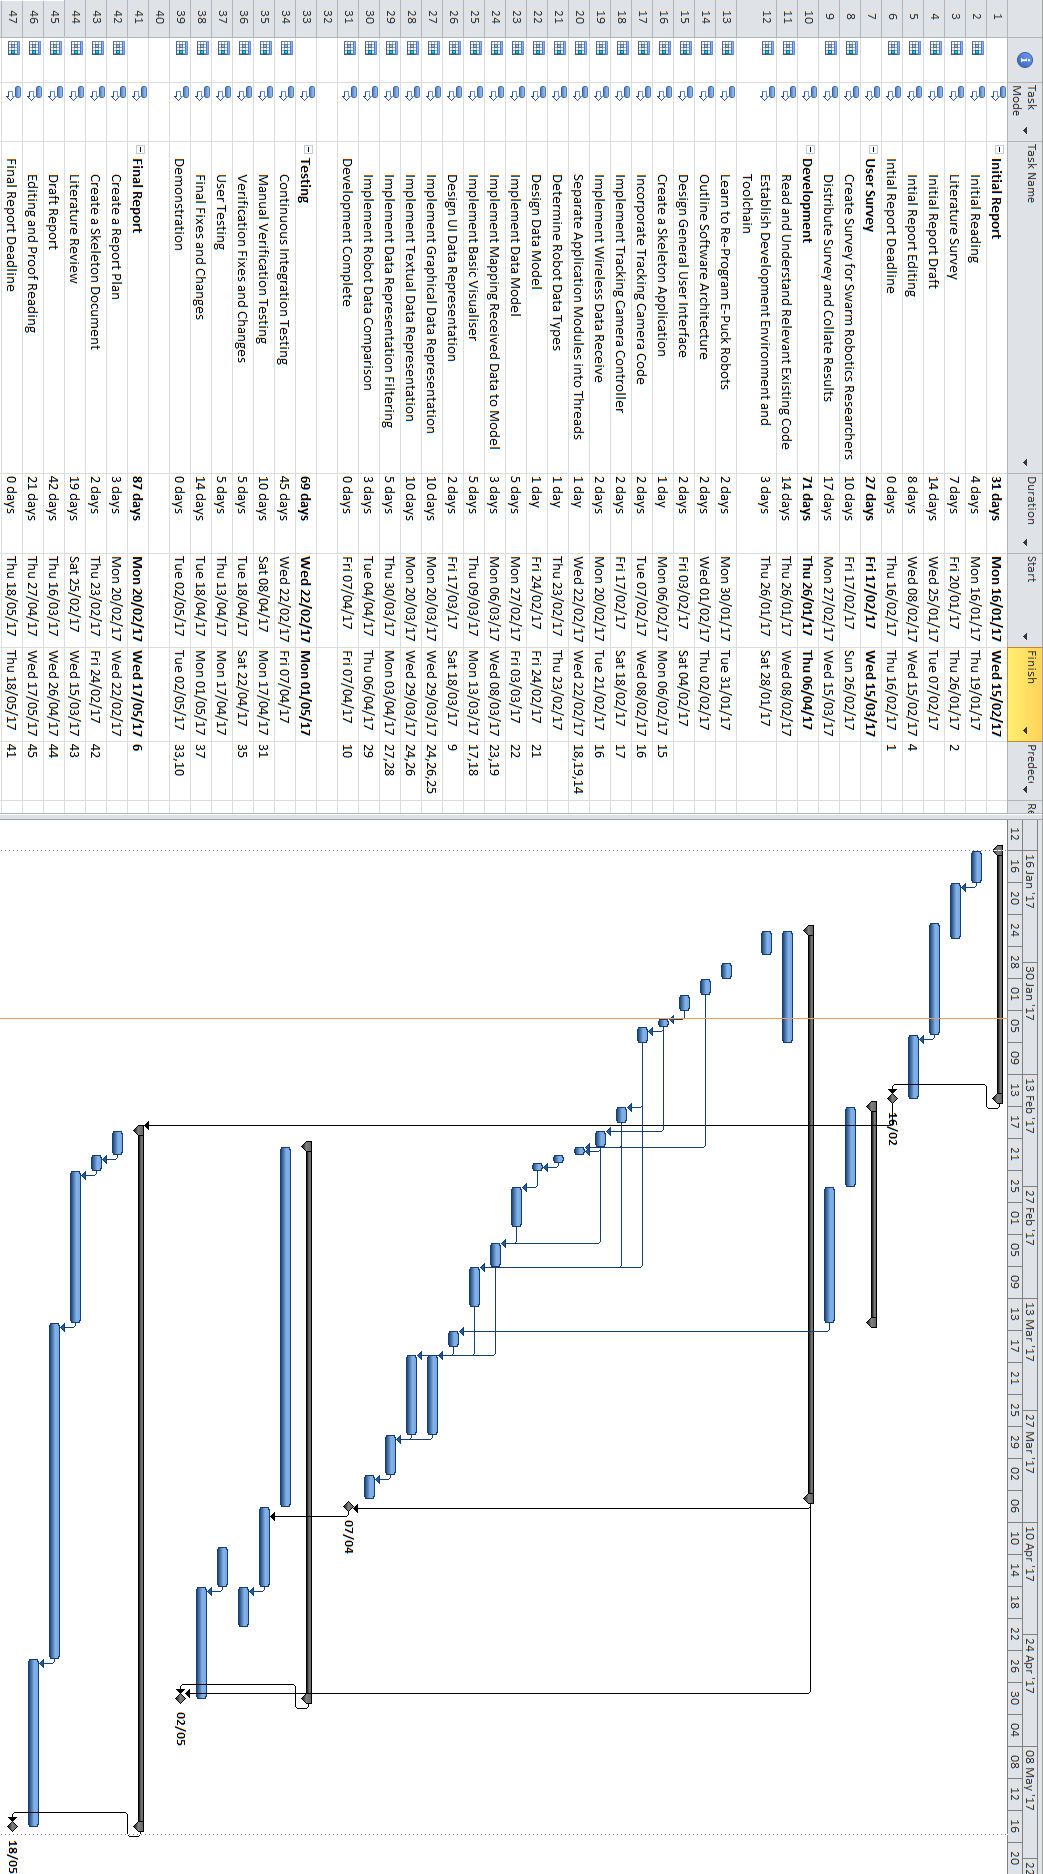 Task Mode Task Name Duration Start Finish Predec Re
16 Jan '17 30 Jan '17 13 Feb '17 27 Feb '17 13 Mar '17 27 Mar '17 10 Apr '17 24 Apr '17 08 May '17 22
12 16 20 24 28 01 05 09 13 17 21 25 01 05 09 13 17 21 25 29 02 06 10 14 18 22 26 30 04 08 12 16 20
1 Initial Report 31 days Mon 16/01/17 Wed 15/02/17
2 Initial Reading 4 days Mon 16/01/17 Thu 19/01/17
3 Literature Survey 7 days Fri 20/01/17 Thu 26/01/17 2
4 Initial Report Draft 14 days Wed 25/01/17 Tue 07/02/17
5 Intial Report Editing 8 days Wed 08/02/17 Wed 15/02/17 4
6 Intial Report Deadline 0 days Thu 16/02/17 Thu 16/02/17 1 16/02
7 User Survey 27 days Fri 17/02/17 Wed 15/03/17
8 Create Survey for Swarm Robotics Researchers 10 days Fri 17/02/17 Sun 26/02/17
9 Distribute Survey and Collate Results 17 days Mon 27/02/17 Wed 15/03/17
10 Development 71 days Thu 26/01/17 Thu 06/04/17
11 Read and Understand Relevant Existing Code 14 days Thu 26/01/17 Wed 08/02/17
12 Establish Development Environment and Toolchain 3 days Thu 26/01/17 Sat 28/01/17
13 Learn to Re-Program E-Puck Robots 2 days Mon 30/01/17 Tue 31/01/17
14 Outline Software Architecture 2 days Wed 01/02/17 Thu 02/02/17
15 Design General User Interface 2 days Fri 03/02/17 Sat 04/02/17
16 Create a Skeleton Application 1 day Mon 06/02/17 Mon 06/02/17 15
17 Incorporate Tracking Camera Code 2 days Tue 07/02/17 Wed 08/02/17 16
18 Implement Tracking Camera Controller 2 days Fri 17/02/17 Sat 18/02/17 17
19 Implement Wireless Data Receive 2 days Mon 20/02/17 Tue 21/02/17 16
20 Separate Application Modules into Threads 1 day Wed 22/02/17 Wed 22/02/17 18,19,14
21 Determine Robot Data Types 1 day Thu 23/02/17 Thu 23/02/17
22 Design Data Model 1 day Fri 24/02/17 Fri 24/02/17 21
23 Implement Data Model 5 days Mon 27/02/17 Fri 03/03/17 22
24 Implement Mapping Received Data to Model 3 days Mon 06/03/17 Wed 08/03/17 23,19
25 Implement Basic Visualiser 5 days Thu 09/03/17 Mon 13/03/17 17,18
26 Design UI Data Representation 2 days Fri 17/03/17 Sat 18/03/17 9
27 Implement Graphical Data Representation 10 days Mon 20/03/17 Wed 29/03/17 24,26,25
28 Implement Textual Data Representation 10 days Mon 20/03/17 Wed 29/03/17 24,26
29 Implement Data Representation Filtering 5 days Thu 30/03/17 Mon 03/04/17 27,28
30 Implement Robot Data Comparison 3 days Tue 04/04/17 Thu 06/04/17 29
31 Development Complete 0 days Fri 07/04/17 Fri 07/04/17 10 07/04
32
33 Testing 69 days Wed 22/02/17 Mon 01/05/17
34 Continuous Integration Testing 45 days Wed 22/02/17 Fri 07/04/17
35 Manual Verification Testing 10 days Sat 08/04/17 Mon 17/04/17 31
36 Verification Fixes and Changes 5 days Tue 18/04/17 Sat 22/04/17 35
37 User Testing 5 days Thu 13/04/17 Mon 17/04/17
38 Final Fixes and Changes 14 days Tue 18/04/17 Mon 01/05/17 37
39 Demonstration 0 days Tue 02/05/17 Tue 02/05/17 33,10 02/05
40
41 Final Report 87 days Mon 20/02/17 Wed 17/05/17 6
42 Create a Report Plan 3 days Mon 20/02/17 Wed 22/02/17
43 Create a Skeleton Document 2 days Thu 23/02/17 Fri 24/02/17 42
44 Literature Review 19 days Sat 25/02/17 Wed 15/03/17 43
45 Draft Report 42 days Thu 16/03/17 Wed 26/04/17 44
46 Editing and Proof Reading 21 days Thu 27/04/17 Wed 17/05/17 45
47 Final Report Deadline 0 days Thu 18/05/17 Thu 18/05/17 41 18/05